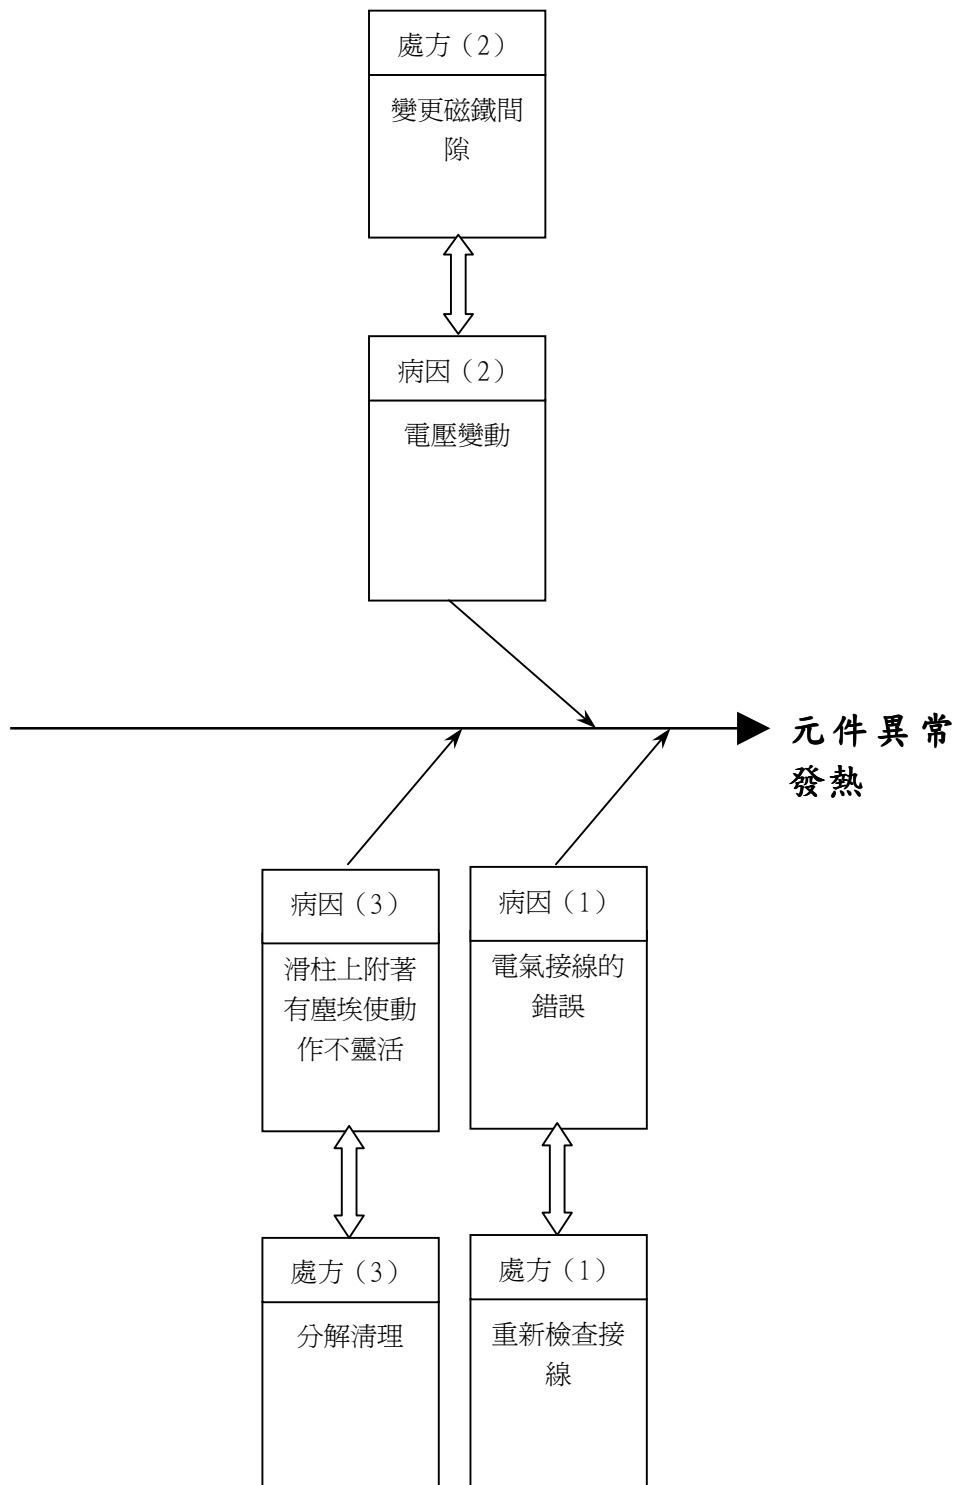 處方（2）
變更磁鐵間
隙
病因（2）
電壓變動
元件異常
發熱
病因（3）
滑柱上附著
有塵埃使動
作不靈活
病因（1）
電氣接線的
錯誤
處方（3）
分解清理
處方（1）
重新檢查接
線